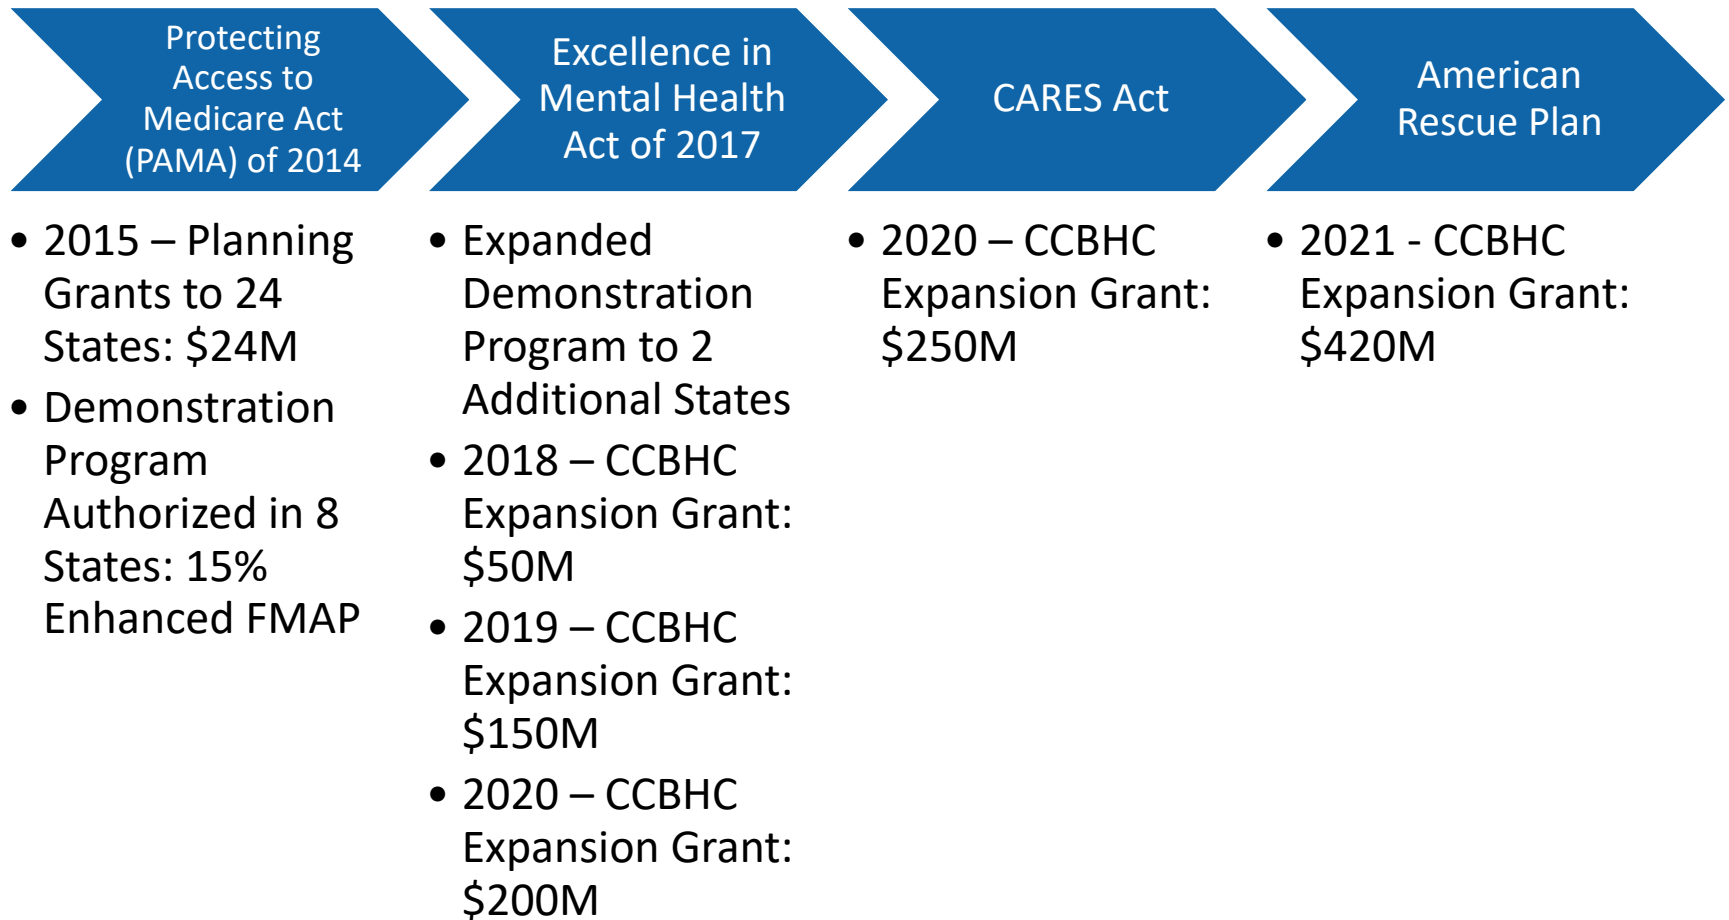 Protecting
Access to
Medicare Act
(PAMA) of 2014
• 2015 – Planning
Grants to 24
States: $24M
• Demonstration
Program
Authorized in 8
States: 15%
Enhanced FMAP
Excellence in
Mental Health
Act of 2017
• Expanded
Demonstration
Program to 2
Additional States
• 2018 – CCBHC
Expansion Grant:
$50M
• 2019 – CCBHC
Expansion Grant:
$150M
• 2020 – CCBHC
Expansion Grant:
$200M
CARES Act
• 2020 – CCBHC
Expansion Grant:
$250M
American
Rescue Plan
• 2021 - CCBHC
Expansion Grant:
$420M